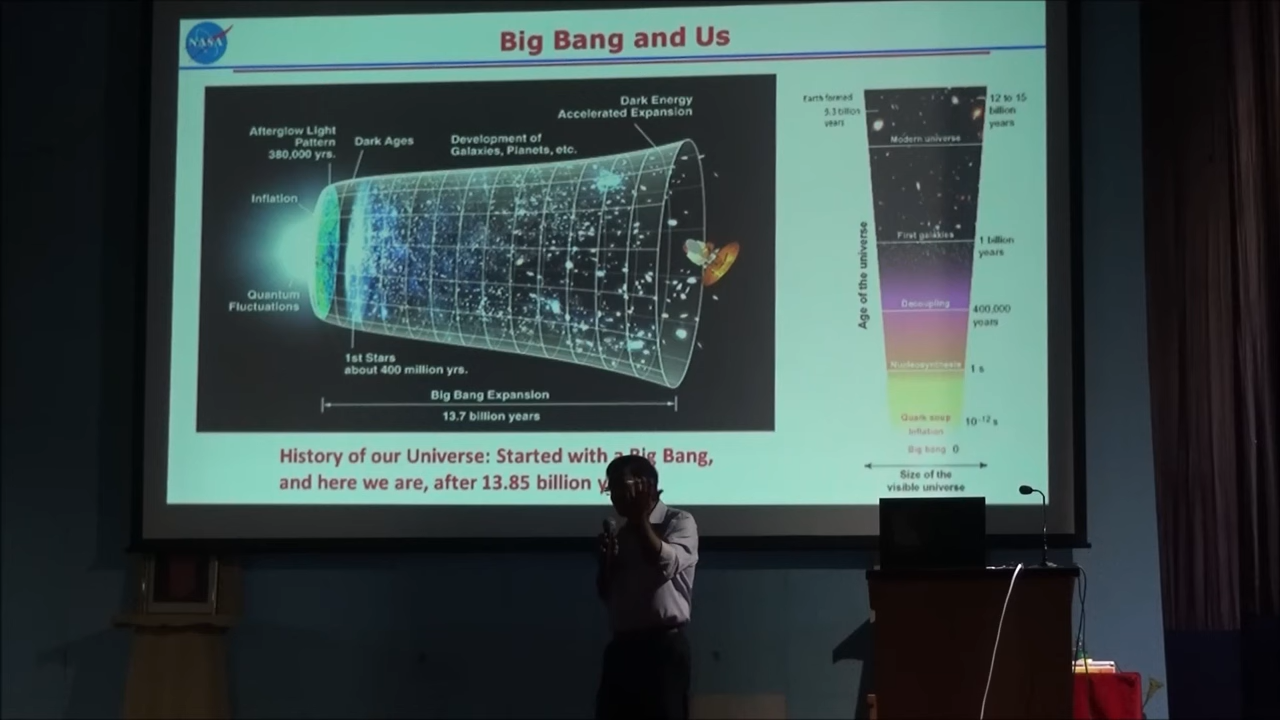 NASA
Big Bang and Us
Dark Energy
Accelerated Expansion
Afterglow Light
Pattern
380,000 yrs.
Dark Ages
Development of
Galaxies, Planets, etc.
Inflation
Quantum
Fluctuations
1st Stars
about 400 million yrs.
Big Bang Expansion
13.7 billion years
History of our Universe: Started with a Big Bang,
and here we are, after 13.85 billion
Earth formed
9.3 billion
years
12 to 15
billion
years
Modern universe
First galaxies
1 billion
years
Age of the universe
Decoupling
400,000
years
Nucleosynthesis
1 s
Quark soup
10⁻¹² s
Inflation
Big bang 0
Size of the
visible universe